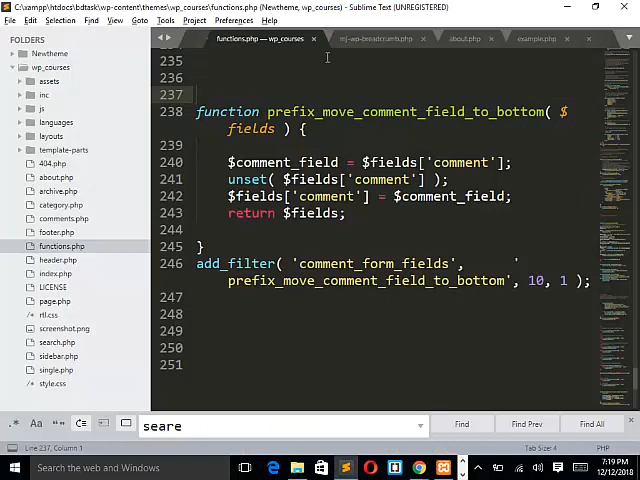 C:\xampp\htdocs\bdtask\wp-content\themes\wp_courses\functions.php (Newtheme, wp_courses) - Sublime Text (UNREGISTERED)
File Edit Selection Find View Goto Tools Project Preferences Help
FOLDERS
Newtheme
wp_courses
assets
inc
js
languages
layouts
template-parts
404.php
about.php
archive.php
category.php
comments.php
footer.php
functions.php
header.php
index.php
LICENSE
page.php
rtl.css
screenshot.png
search.php
sidebar.php
single.php
style.css
functions.php — wp_courses × mj-wp-breadcrumb.php × about.php × example.php ×
235
236
237
238 function prefix_move_comment_field_to_bottom( $
fields ) {
239
240 $comment_field = $fields['comment'];
241 unset( $fields['comment'] );
242 $fields['comment'] = $comment_field;
243 return $fields;
244
245 }
246 add_filter( 'comment_form_fields', '
prefix_move_comment_field_to_bottom', 10, 1 );
247
248
249
250
251
.* Aa “” seare Find Find Prev Find All
Line 237, Column 1 Tab Size: 4 PHP
Search the web and Windows
7:19 PM
12/12/2018